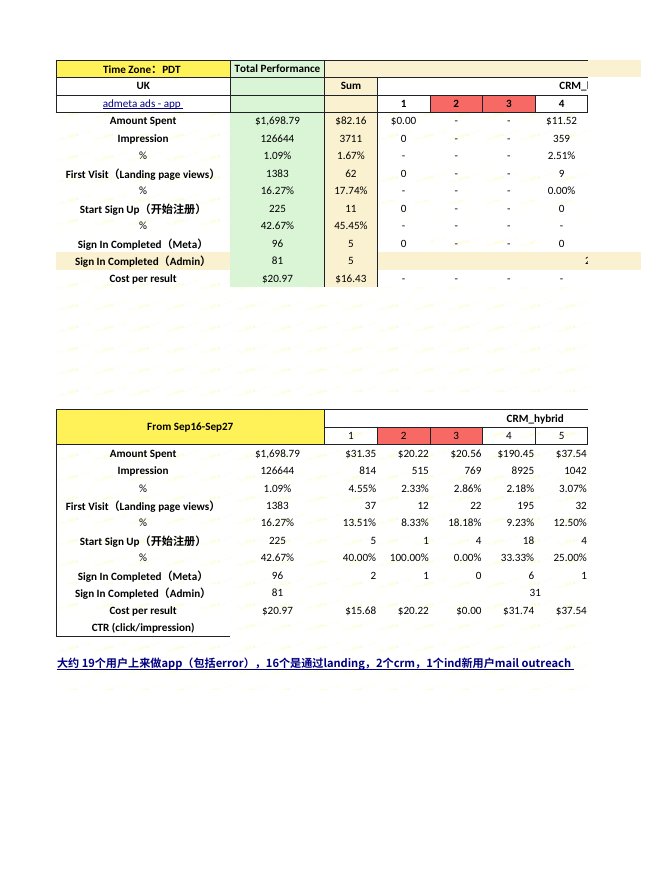 Time Zone：PDT Total Performance
UK Sum CRM_
admeta ads - app 1 2 3 4
Amount Spent $1,698.79 $82.16 $0.00 - - $11.52
Impression 126644 3711 0 - - 359
% 1.09% 1.67% - - - 2.51%
First Visit（Landing page views） 1383 62 0 - - 9
% 16.27% 17.74% - - - 0.00%
Start Sign Up（开始注册） 225 11 0 - - 0
% 42.67% 45.45% - - - -
Sign In Completed（Meta） 96 5 0 - - 0
Sign In Completed（Admin） 81 5
Cost per result $20.97 $16.43 - - - -
From Sep16-Sep27 CRM_hybrid
1 2 3 4 5
Amount Spent $1,698.79 $31.35 $20.22 $20.56 $190.45 $37.54
Impression 126644 814 515 769 8925 1042
% 1.09% 4.55% 2.33% 2.86% 2.18% 3.07%
First Visit（Landing page views） 1383 37 12 22 195 32
% 16.27% 13.51% 8.33% 18.18% 9.23% 12.50%
Start Sign Up（开始注册） 225 5 1 4 18 4
% 42.67% 40.00% 100.00% 0.00% 33.33% 25.00%
Sign In Completed（Meta） 96 2 1 0 6 1
Sign In Completed（Admin） 81 31
Cost per result $20.97 $15.68 $20.22 $0.00 $31.74 $37.54
CTR (click/impression)
大约 19个用户上来做app（包括error），16个是通过landing，2个crm，1个ind新用户mail outreach